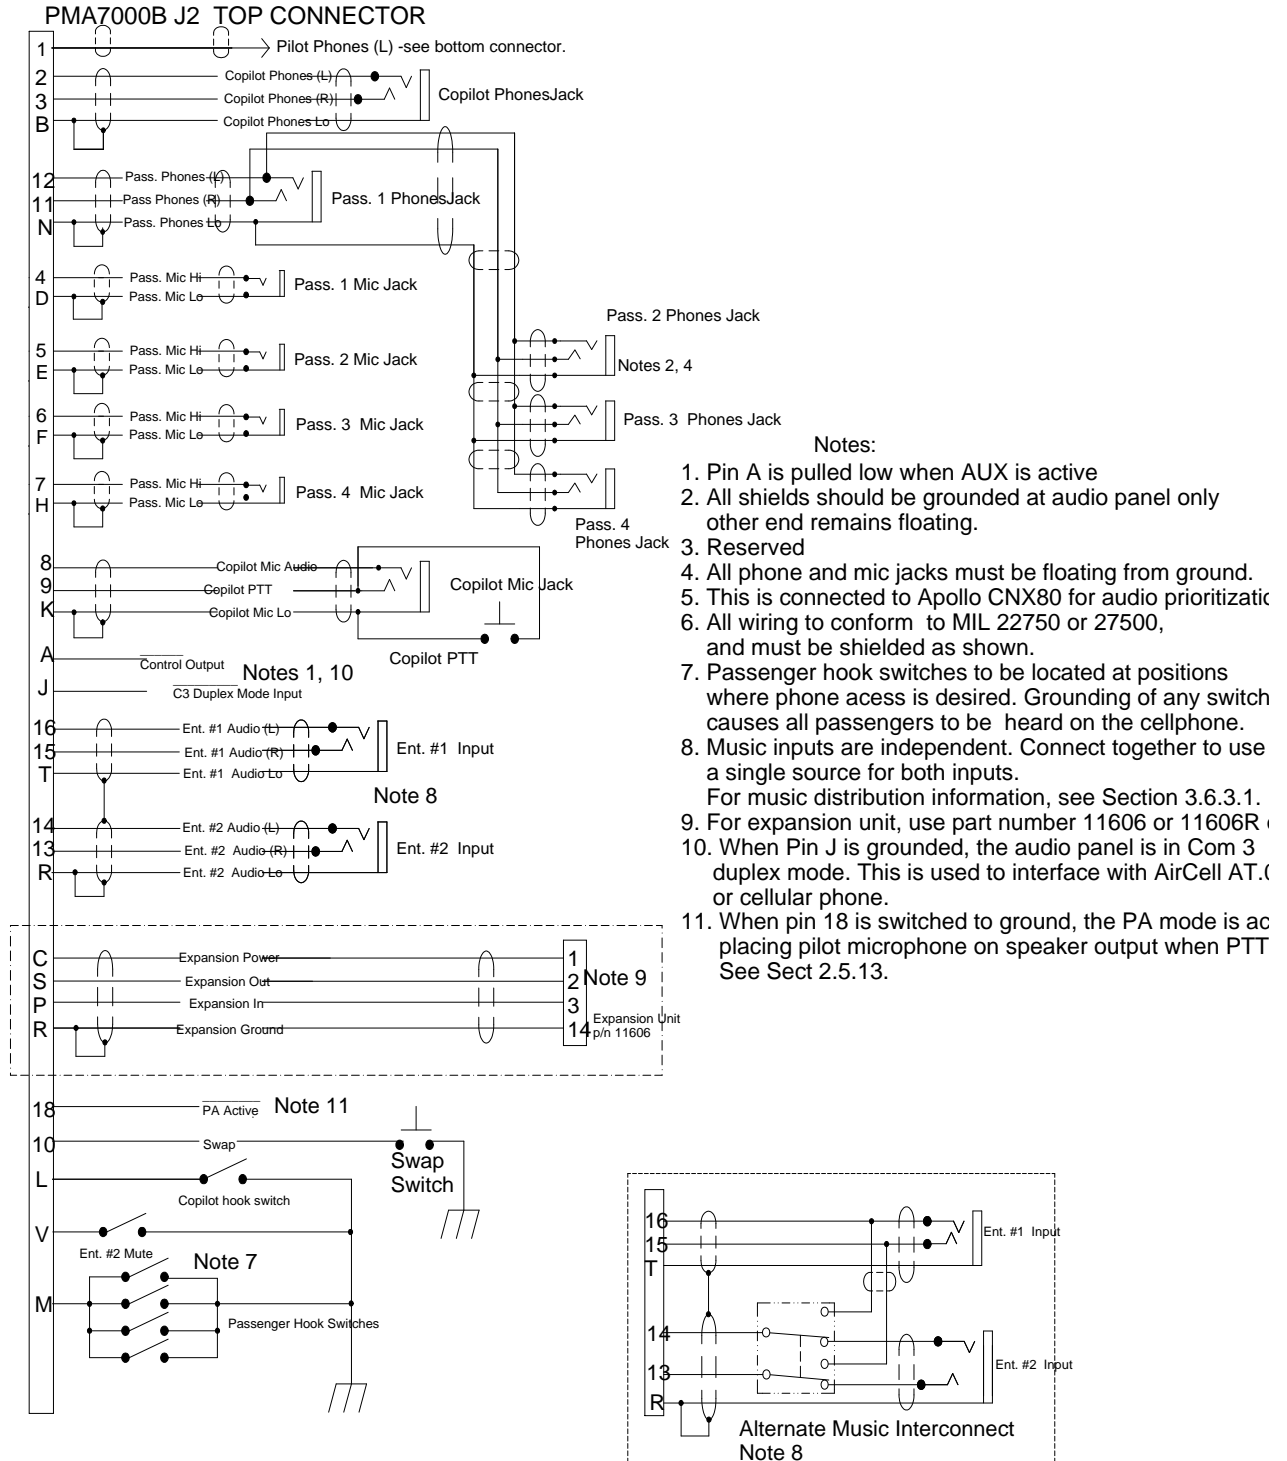 PMA7000B J2  TOP CONNECTOR
1
Pilot Phones (L) -see bottom connector.
2
Copilot Phones (L)
3
Copilot Phones (R)
Copilot PhonesJack
B
Copilot Phones Lo
12
Pass. Phones (L)
11
Pass Phones (R)
Pass. 1 PhonesJack
N
Pass. Phones Lo
4
Pass. Mic Hi
Pass. 1 Mic Jack
D
Pass. Mic Lo
Pass. 2 Phones Jack
5
Pass. Mic Hi
Pass. 2 Mic Jack
E
Pass. Mic Lo
Notes 2, 4
6
Pass. Mic Hi
Pass. 3  Mic Jack
F
Pass. Mic Lo
Pass. 3  Phones Jack
7
Pass. Mic Hi
Pass. 4  Mic Jack
H
Pass. Mic Lo
Pass. 4
Phones Jack
8
Copilot Mic Audio
9
Copilot PTT
Copilot Mic Jack
K
Copilot Mic Lo
Copilot PTT
A
Control Output
Notes 1, 10
J
C3 Duplex Mode Input
16
Ent. #1 Audio (L)
15
Ent. #1 Audio (R)
Ent. #1  Input
T
Ent. #1  Audio Lo
Note 8
14
Ent. #2 Audio (L)
13
Ent. #2  Audio (R)
Ent. #2  Input
R
Ent. #2  Audio Lo
C
Expansion Power
1
S
Expansion Out
2
Note 9
P
Expansion In
3
R
Expansion Ground
14
Expansion Unit
p/n 11606
18
PA Active
Note 11
10
Swap
Swap
Switch
L
Copilot hook switch
V
Ent. #2 Mute
Note 7
M
Passenger Hook Switches
Notes:
1. Pin A is pulled low when AUX is active
2. All shields should be grounded at audio panel only
other end remains floating.
3. Reserved
4. All phone and mic jacks must be floating from ground.
5. This is connected to Apollo CNX80 for audio prioritizatio
6. All wiring to conform  to MIL 22750 or 27500,
and must be shielded as shown.
7. Passenger hook switches to be located at positions
where phone acess is desired. Grounding of any switch
causes all passengers to be  heard on the cellphone.
8. Music inputs are independent. Connect together to use
a single source for both inputs.
For music distribution information, see Section 3.6.3.1.
9. For expansion unit, use part number 11606 or 11606R
10. When Pin J is grounded, the audio panel is in Com 3
duplex mode. This is used to interface with AirCell AT.0
or cellular phone.
11. When pin 18 is switched to ground, the PA mode is ac
placing pilot microphone on speaker output when PTT
See Sect 2.5.13.
16
Ent. #1  Input
15
T
14
13
Ent. #2  Input
R
Alternate Music Interconnect
Note 8